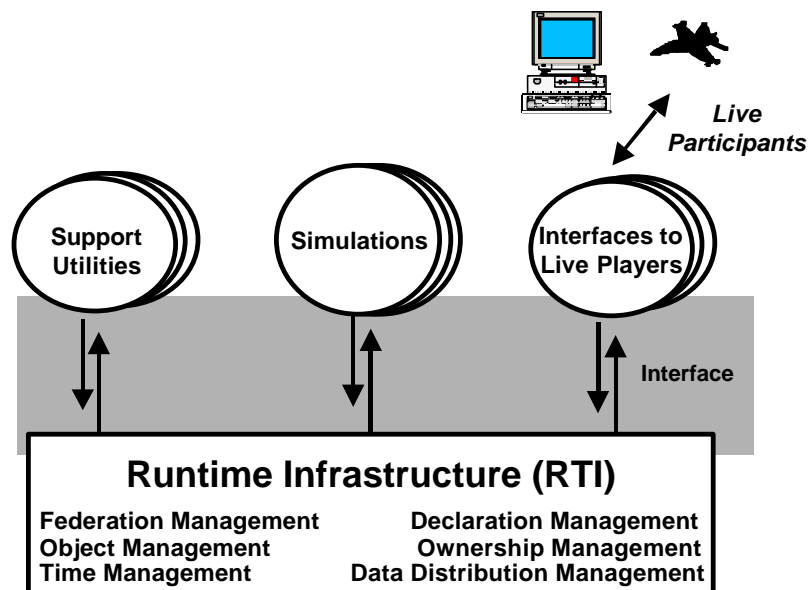 Live
Participants
Support
Utilities
Simulations
Interfaces to
Live Players
Interface
Runtime Infrastructure (RTI)
Federation Management
Declaration Management
Object Management
Ownership Management
Time Management
Data Distribution Management